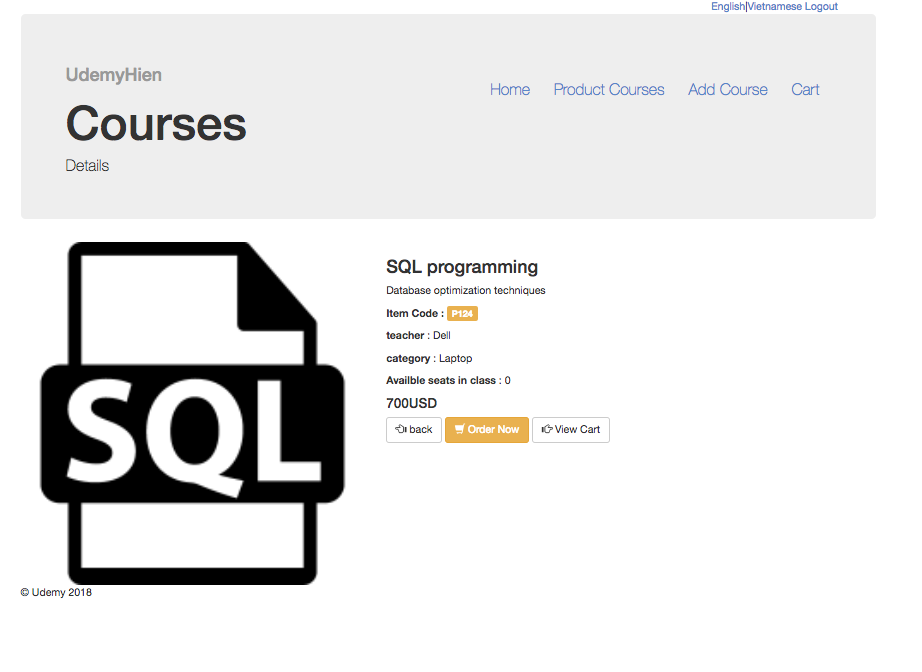 English|Vietnamese Logout
UdemyHien
Home Product Courses Add Course Cart
Courses
Details
SQL
SQL programming
Database optimization techniques
Item Code : P124
teacher : Dell
category : Laptop
Availble seats in class : 0
700USD
back Order Now View Cart
© Udemy 2018